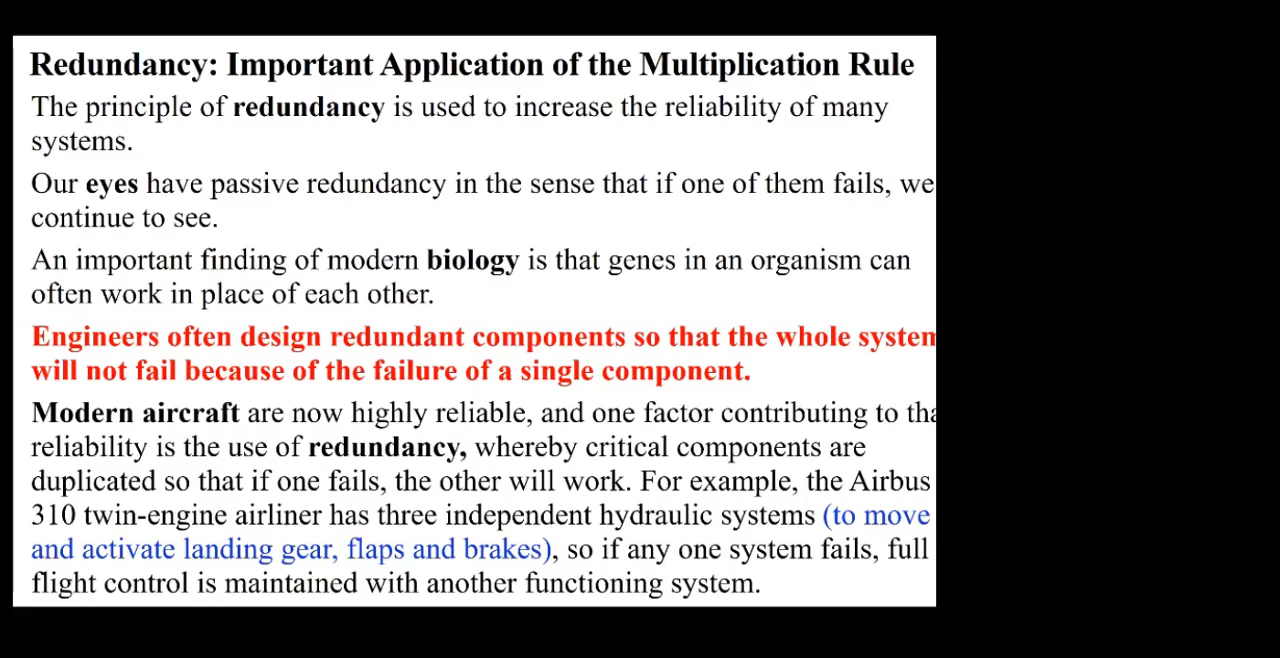 Redundancy: Important Application of the Multiplication Rule
The principle of redundancy is used to increase the reliability of many
systems.
Our eyes have passive redundancy in the sense that if one of them fails, we
continue to see.
An important finding of modern biology is that genes in an organism can
often work in place of each other.
Engineers often design redundant components so that the whole system
will not fail because of the failure of a single component.
Modern aircraft are now highly reliable, and one factor contributing to tha
reliability is the use of redundancy, whereby critical components are
duplicated so that if one fails, the other will work. For example, the Airbus
310 twin-engine airliner has three independent hydraulic systems (to move
and activate landing gear, flaps and brakes), so if any one system fails, full
flight control is maintained with another functioning system.